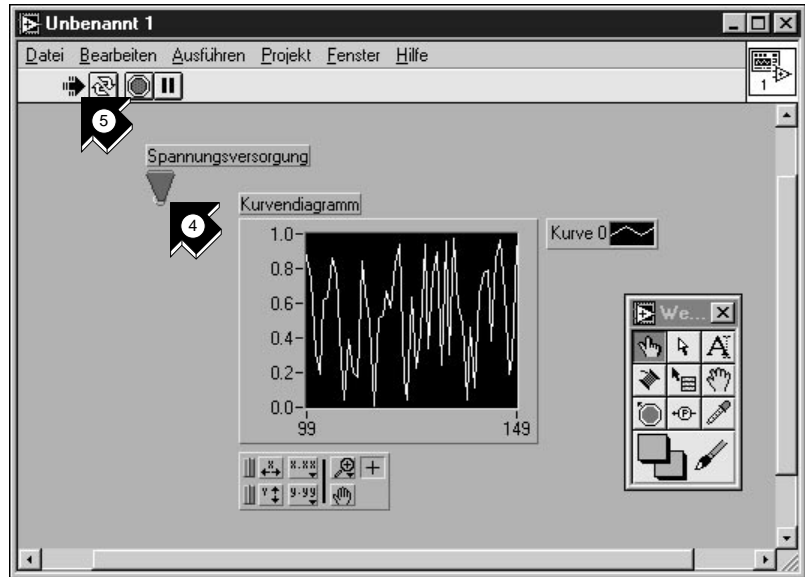 Unbenannt 1
Datei Bearbeiten Ausführen Projekt Fenster Hilfe
1
5
Spannungsversorgung
4
Kurvendiagramm
Kurve 0
1.0
0.8
0.6
0.4
0.2
0.0
99 149
We...
A
P
X X.XX
Y Y.YY